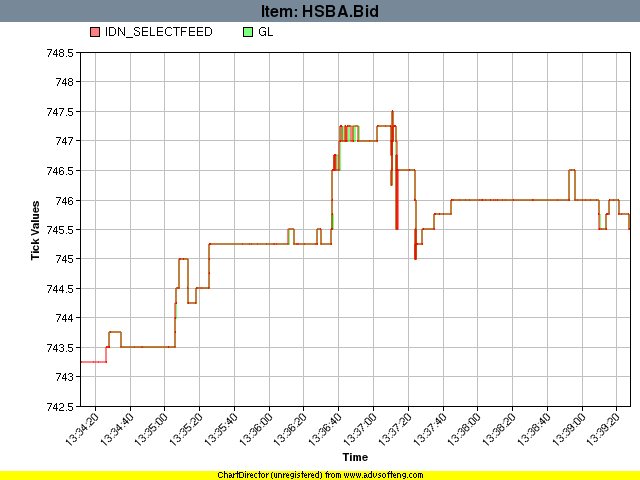 Item: HSBA.Bid
IDN_SELECTFEED GL
748.5
748
747.5
747
746.5
746
745.5
745
744.5
744
743.5
743
742.5
Tick Values
13:34:20 13:34:40 13:35:00 13:35:20 13:35:40 13:36:00 13:36:20 13:36:40 13:37:00 13:37:20 13:37:40 13:38:00 13:38:20 13:38:40 13:39:00 13:39:20
Time
ChartDirector (unregistered) from www.advsofteng.com